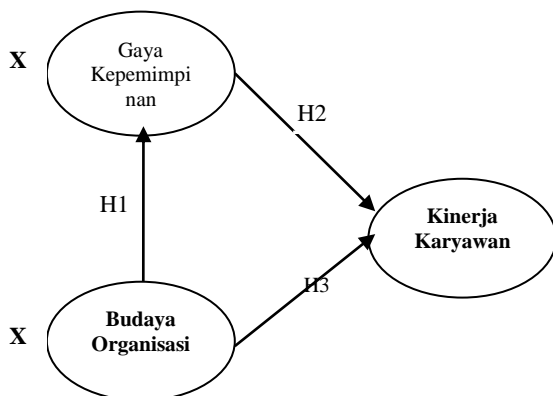 X
Gaya
Kepemimpi
nan
H2
H1
Kinerja
Karyawan
H3
X
Budaya
Organisasi